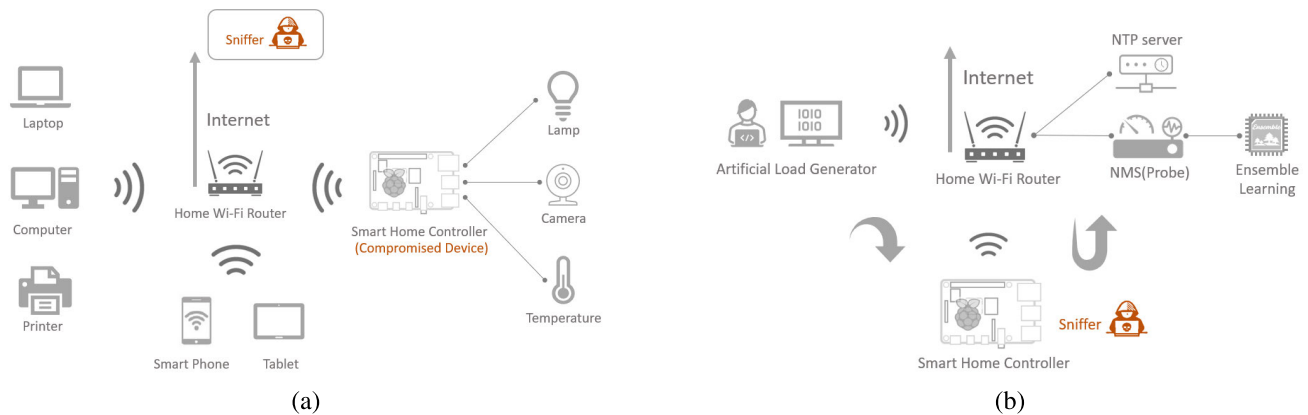 Sniffer
Laptop
Internet
Lamp
Computer
Home Wi-Fi Router
Camera
Smart Home Controller
(Compromised Device)
Printer
Smart Phone
Tablet
Temperature
(a)
NTP server
Internet
1010
1010
Ensemble
Artificial Load Generator
Home Wi-Fi Router
NMS(Probe)
Ensemble
Learning
Sniffer
Smart Home Controller
(b)